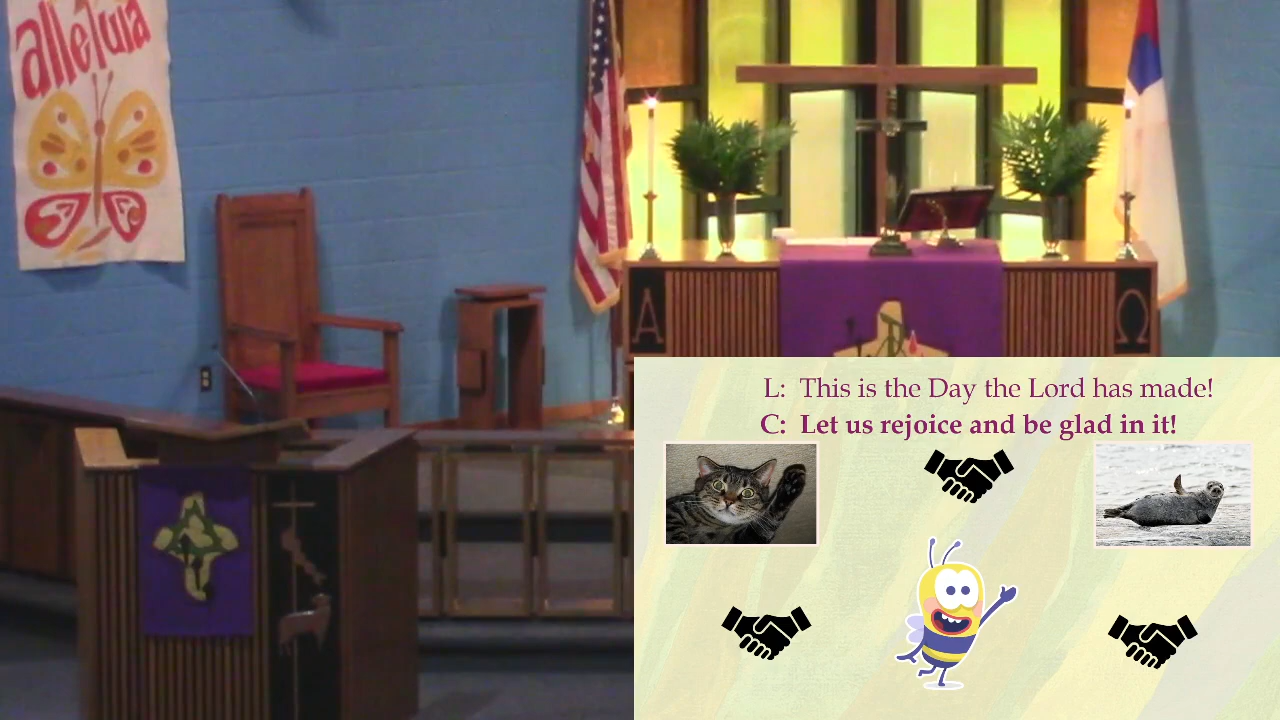 alleluia
Α
Ω
L: This is the Day the Lord has made!
C: Let us rejoice and be glad in it!